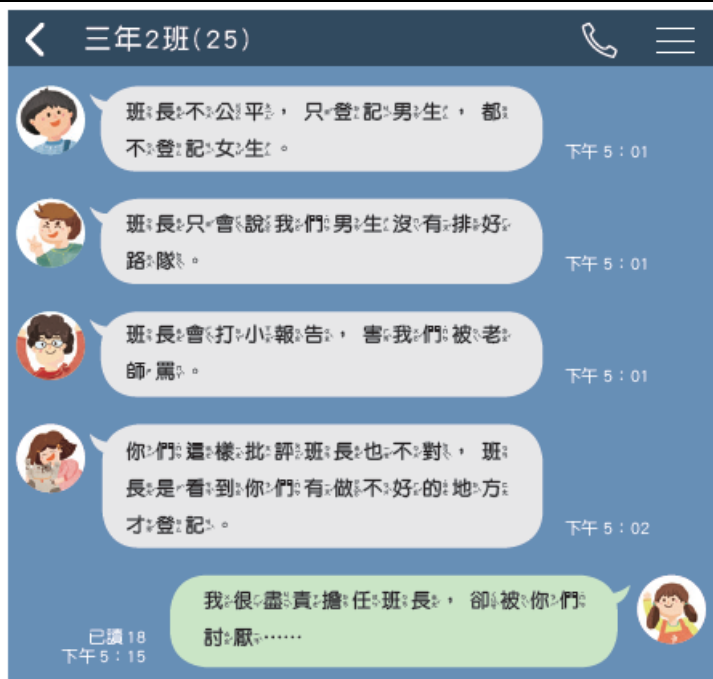 三年2班(25)
班長不公平，只登記男生，都
不登記女生。
下午 5：01
班長只會說我們男生沒有排好
路隊。
下午 5：01
班長會打小報告，害我們被老
師罵。
下午 5：01
你們這樣批評班長也不對，班
長是看到你們有做不好的地方
才登記。
下午 5：02
我很盡責擔任班長，卻被你們
討厭……
已讀 18
下午 5：15